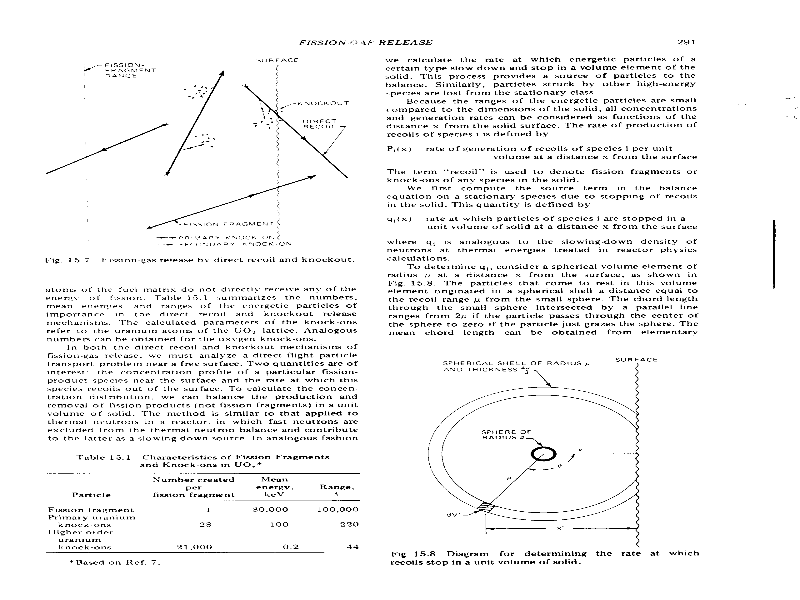 FISSION-GAS RELEASE
291
FISSION-
FRAGMENT
RANGE
SURFACE
KNOCKOUT
DIRECT
RECOIL
FISSION FRAGMENT
PRIMARY KNOCK-ON
SECONDARY KNOCK-ON
Fig. 15.7 Fission-gas release by direct recoil and knockout.
atoms of the fuel matrix do not directly receive any of the
energy of fission. Table 15.1 summarizes the numbers,
mean energies, and ranges of the energetic particles of
importance in the direct recoil and knockout release
mechanisms. The calculated parameters of the knock-ons
refer to the uranium atoms of the UO2 lattice. Analogous
numbers can be obtained for the oxygen knock-ons.
In both the direct recoil and knockout mechanisms of
fission-gas release, we must analyze a direct flight particle
transport problem near a free surface. Two quantities are of
interest: the concentration profile of a particular fission-
product species near the surface and the rate at which this
species recoils out of the surface. To calculate the concen-
tration distribution, we can balance the production and
removal of fission products (not fission fragments) in a unit
volume of solid. The method is similar to that applied to
thermal neutrons in a reactor, in which fast neutrons are
excluded from the thermal neutron balance and contribute
to the latter as a slowing-down source. In analogous fashion
Table 15.1 Characteristics of Fission Fragments
and Knock-ons in UO2*
Number created
Mean
per
energy,
Range,
Particle
fission fragment
keV
Fission fragment 1 80,000 100,000
Primary uranium
knock-ons 28 100 220
Higher order
uranium
knock-ons 21,000 0.2 44
*Based on Ref. 7.
we calculate the rate at which energetic particles of a
certain type slow down and stop in a volume element of the
solid. This process provides a source of particles to the
balance. Similarly, particles struck by other high-energy
species are lost from the stationary class.
Because the ranges of the energetic particles are small
compared to the dimensions of the solid, all concentrations
and generation rates can be considered as functions of the
distance x from the solid surface. The rate of production of
recoils of species i is defined by
Pi(x) rate of generation of recoils of species i per unit
volume at a distance x from the surface
The term "recoil" is used to denote fission fragments or
knock-ons of any species in the solid.
We first compute the source term in the balance
equation on a stationary species due to stopping of recoils
in the solid. This quantity is defined by
qi(x) rate at which particles of species i are stopped in a
unit volume of solid at a distance x from the surface
where qi is analogous to the slowing-down density of
neutrons at thermal energies treated in reactor physics
calculations.
To determine qi, consider a spherical volume element of
radius a at a distance x from the surface, as shown in
Fig. 15.8. The particles that come to rest in this volume
element originated in a spherical shell a distance equal to
the recoil range μ from the small sphere. The chord length
through the small sphere intersected by a parallel line
ranges from 2a if the particle passes through the center of
the sphere to zero if the particle just grazes the sphere. The
mean chord length can be obtained from elementary
SPHERICAL SHELL OF RADIUS μ
AND THICKNESS
SURFACE
SPHERE OF
RADIUS a
x'
Fig 15.8 Diagram for determining the rate at which
recoils stop in a unit volume of solid.